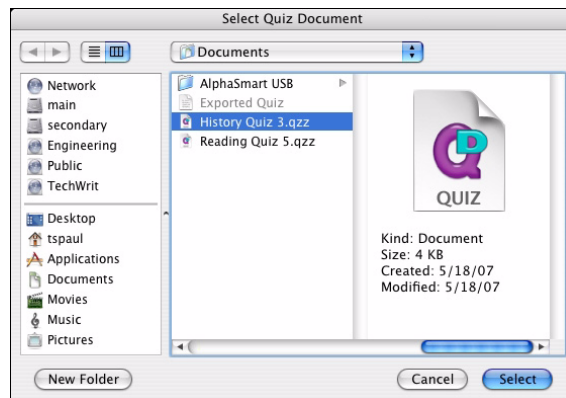 Select Quiz Document
Documents
Network
main
secondary
Engineering
Public
TechWrit
Desktop
tspaul
Applications
Documents
Movies
Music
Pictures
AlphaSmart USB
Exported Quiz
History Quiz 3.qzz
Reading Quiz 5.qzz
QUIZ
Kind: Document
Size: 4 KB
Created: 5/18/07
Modified: 5/18/07
New Folder
Cancel
Select